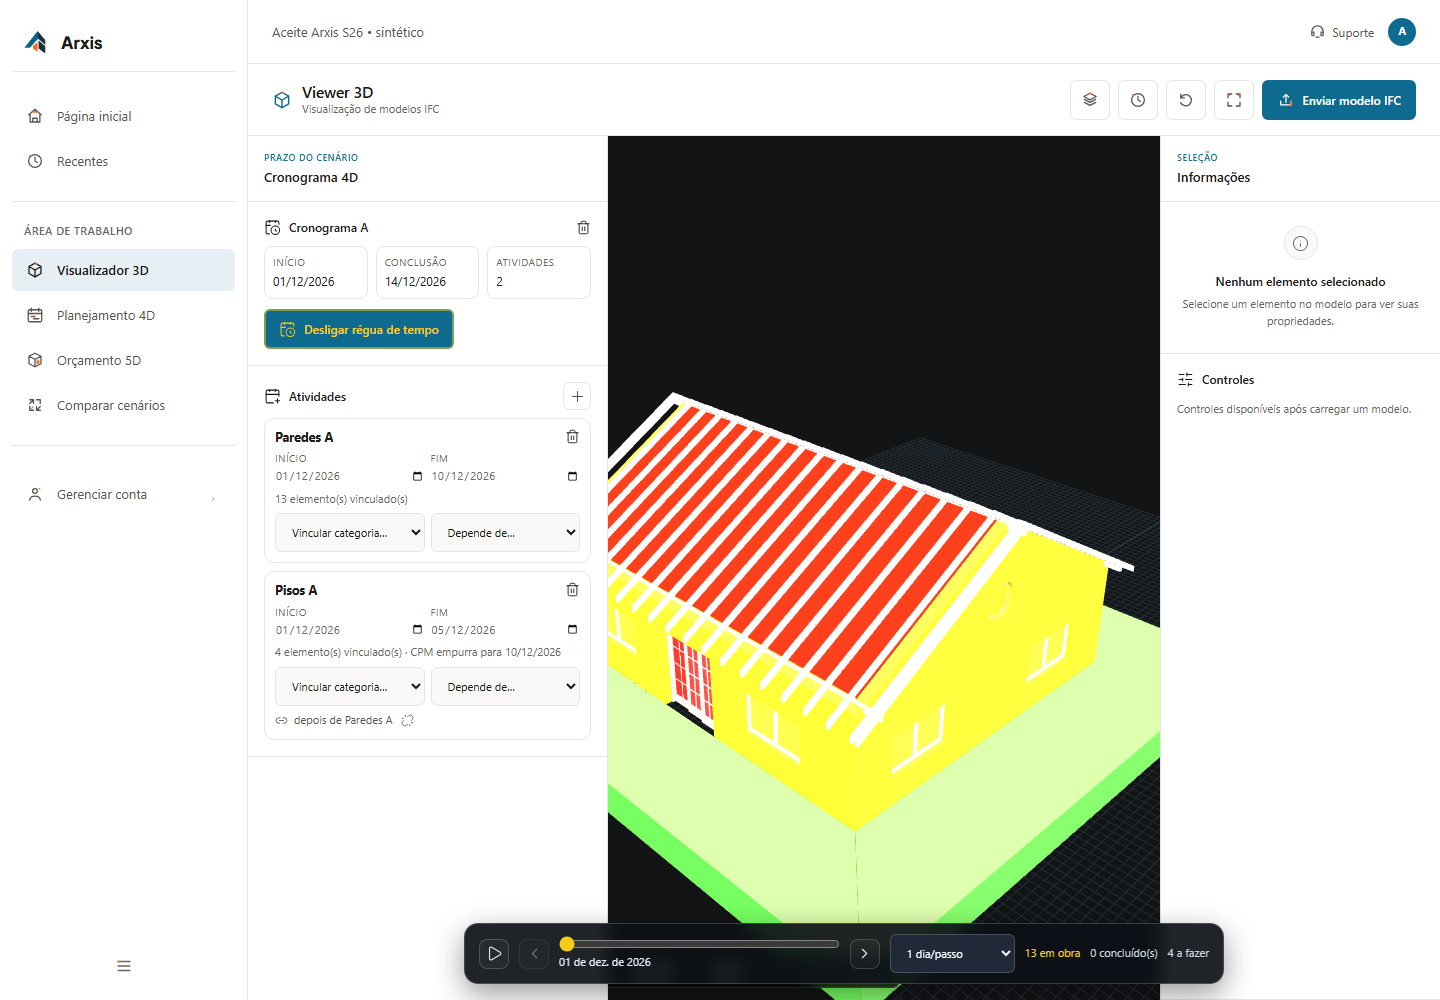 Arxis
Página inicial
Recentes
ÁREA DE TRABALHO
Visualizador 3D
Planejamento 4D
Orçamento 5D
Comparar cenários
Gerenciar conta
Aceite Arxis S26 • sintético
Suporte
A
Viewer 3D
Visualização de modelos IFC
Enviar modelo IFC
PRAZO DO CENÁRIO
Cronograma 4D
Cronograma A
INÍCIO
01/12/2026
CONCLUSÃO
14/12/2026
ATIVIDADES
2
Desligar régua de tempo
Atividades
Paredes A
INÍCIO FIM
01/12/2026 10/12/2026
13 elemento(s) vinculado(s)
Vincular categoria... Depende de...
Pisos A
INÍCIO FIM
01/12/2026 05/12/2026
4 elemento(s) vinculado(s) · CPM empurra para 10/12/2026
Vincular categoria... Depende de...
depois de Paredes A
SELEÇÃO
Informações
Nenhum elemento selecionado
Selecione um elemento no modelo para ver suas
propriedades.
Controles
Controles disponíveis após carregar um modelo.
01 de dez. de 2026
1 dia/passo
13 em obra 0 concluído(s) 4 a fazer